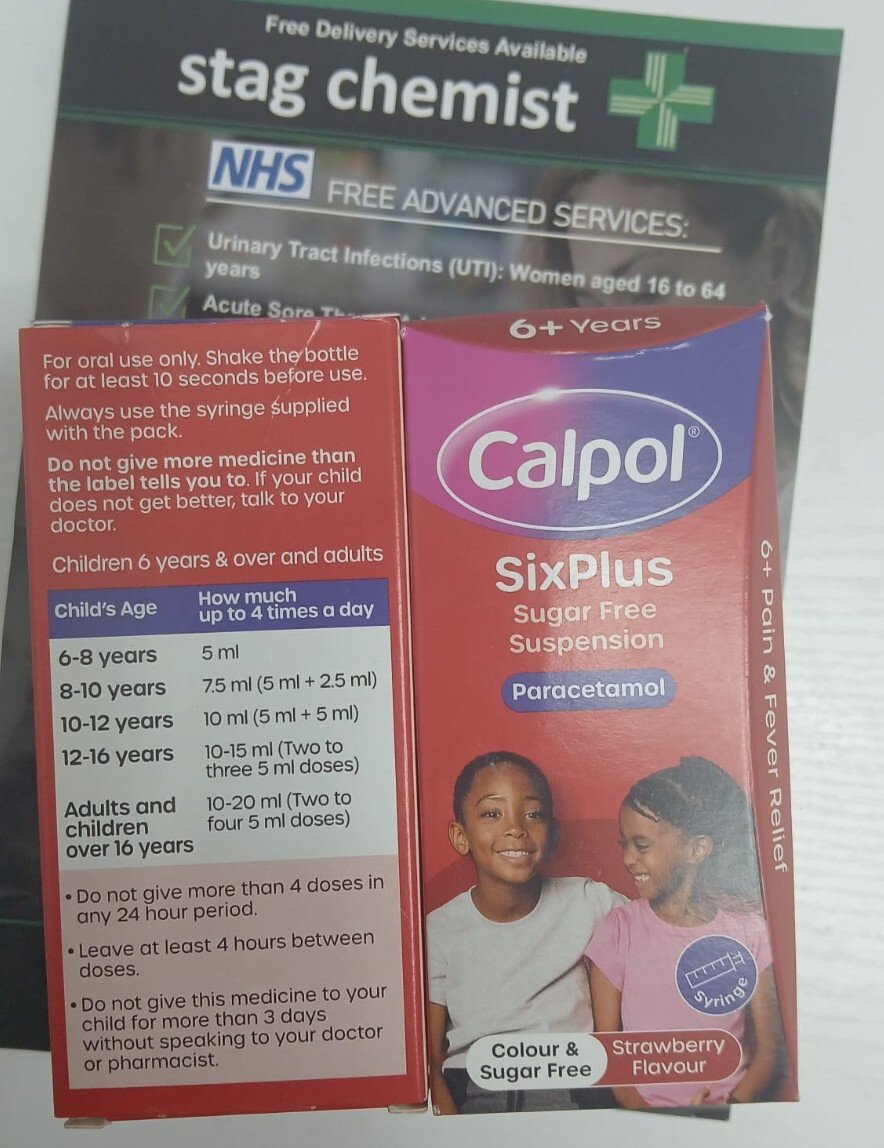 Free Delivery Services Available
stag chemist
NHS
FREE ADVANCED SERVICES:
Urinary Tract Infections (UTI): Women aged 16 to 64
years
Acute Sore
For oral use only. Shake the bottle
for at least 10 seconds before use.
Always use the syringe supplied
with the pack.
Do not give more medicine than
the label tells you to. If your child
does not get better, talk to your
doctor.
Children 6 years & over and adults
Child's Age
How much
up to 4 times a day
6-8 years 5 ml
8-10 years 7.5 ml (5 ml + 2.5 ml)
10-12 years 10 ml (5 ml + 5 ml)
12-16 years 10-15 ml (Two to
three 5 ml doses)
Adults and 10-20 ml (Two to
children four 5 ml doses)
over 16 years
• Do not give more than 4 doses in
any 24 hour period.
• Leave at least 4 hours between
doses.
• Do not give this medicine to your
child for more than 3 days
without speaking to your doctor
or pharmacist.
6+ Years
Calpol®
SixPlus
Sugar Free
Suspension
Paracetamol
Syringe
Colour &
Sugar Free
Strawberry
Flavour
6+ Pain & Fever Relief